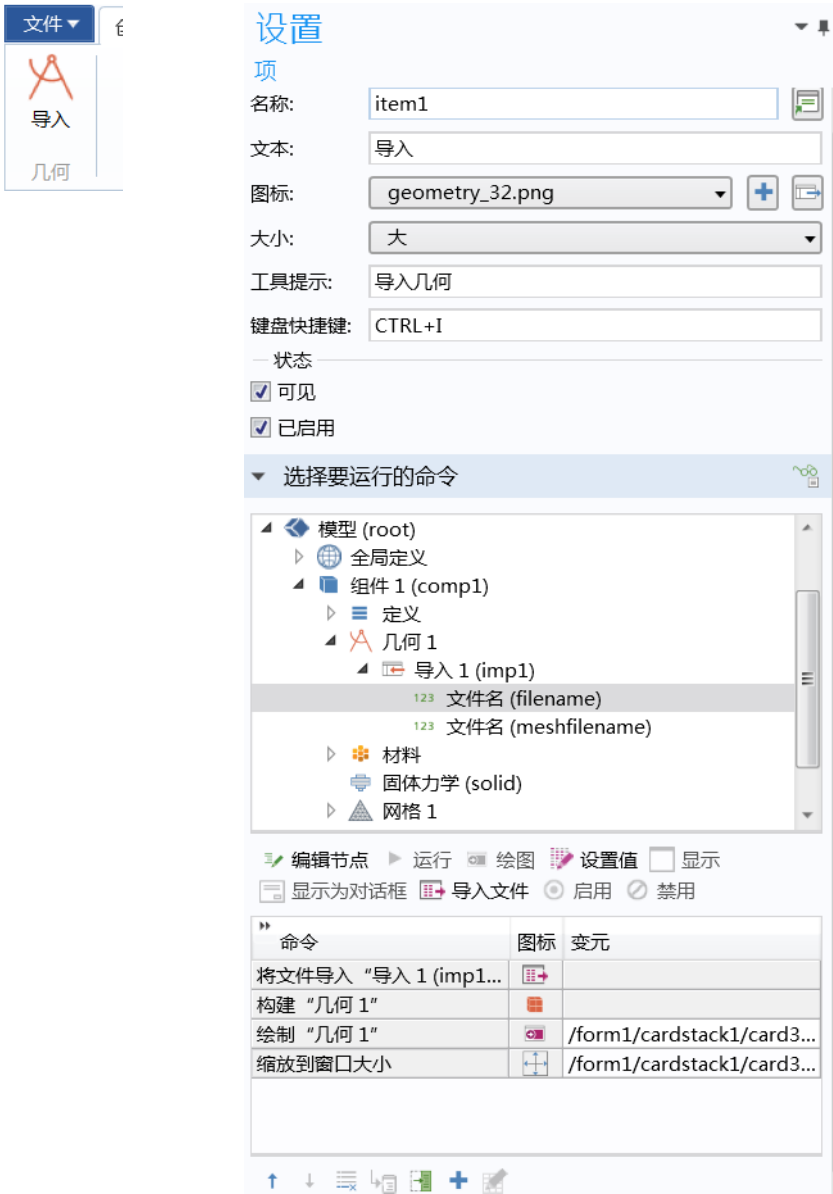 文件
导入
几何
设置
项
名称: item1
文本: 导入
图标: geometry_32.png
大小: 大
工具提示: 导入几何
键盘快捷键: CTRL+I
状态
可见
已启用
选择要运行的命令
模型 (root)
全局定义
组件 1 (comp1)
定义
几何 1
导入 1 (imp1)
123 文件名 (filename)
123 文件名 (meshfilename)
材料
固体力学 (solid)
网格 1
编辑节点 运行 绘图 设置值 显示
显示为对话框 导入文件 启用 禁用
命令 图标 变元
将文件导入“导入 1 (imp1...
构建“几何 1”
绘制“几何 1” /form1/cardstack1/card3...
缩放到窗口大小 /form1/cardstack1/card3...